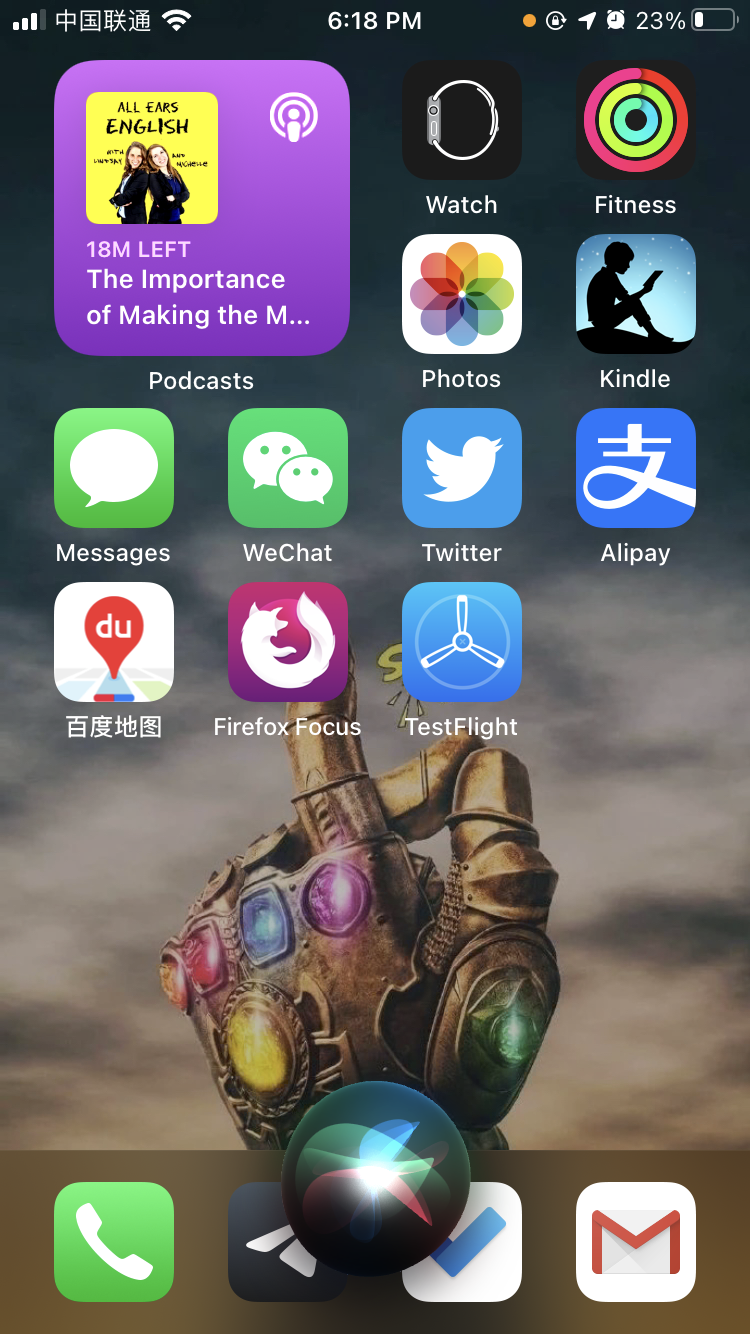 中国联通
6:18 PM
23%
ALL EARS
ENGLISH
WITH
LINDSAY
AND
MICHELLE
18M LEFT
The Importance
of Making the M...
Podcasts
Watch
Fitness
Photos
Kindle
Messages
WeChat
Twitter
支
Alipay
du
百度地图
Firefox Focus
TestFlight